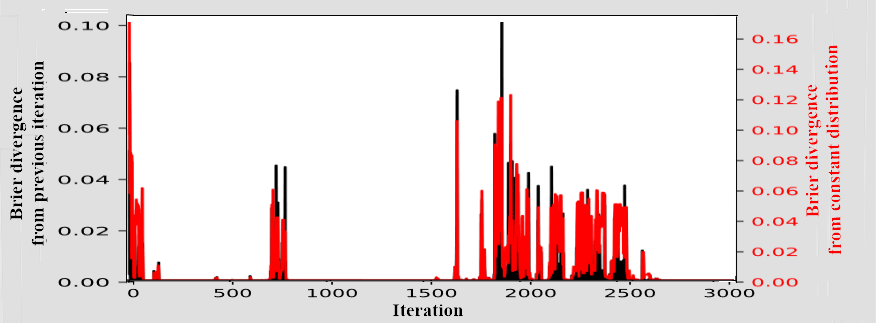 Brier divergence
from previous iteration
0.10
0.08
0.06
0.04
0.02
0.00
0.16
0.14
0.12
0.10
0.08
0.06
0.04
0.02
0.00
Brier divergence
from constant distribution
0 500 1000 1500 2000 2500 3000
Iteration